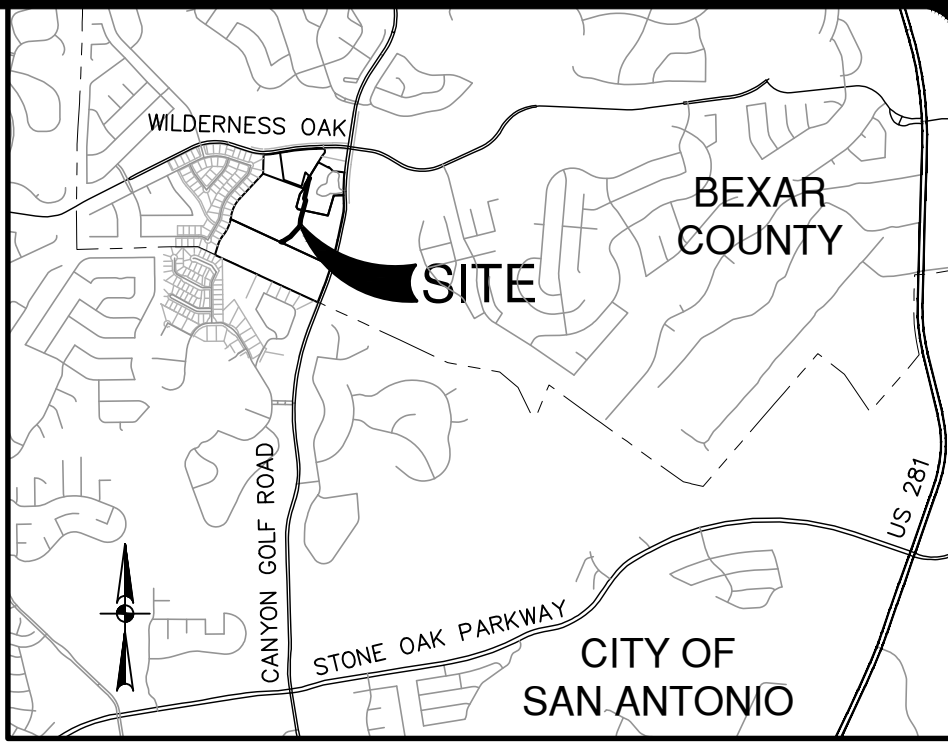 WILDERNESS OAK
BEXAR
COUNTY
SITE
CANYON GOLF ROAD
US 281
STONE OAK PARKWAY
CITY OF
SAN ANTONIO